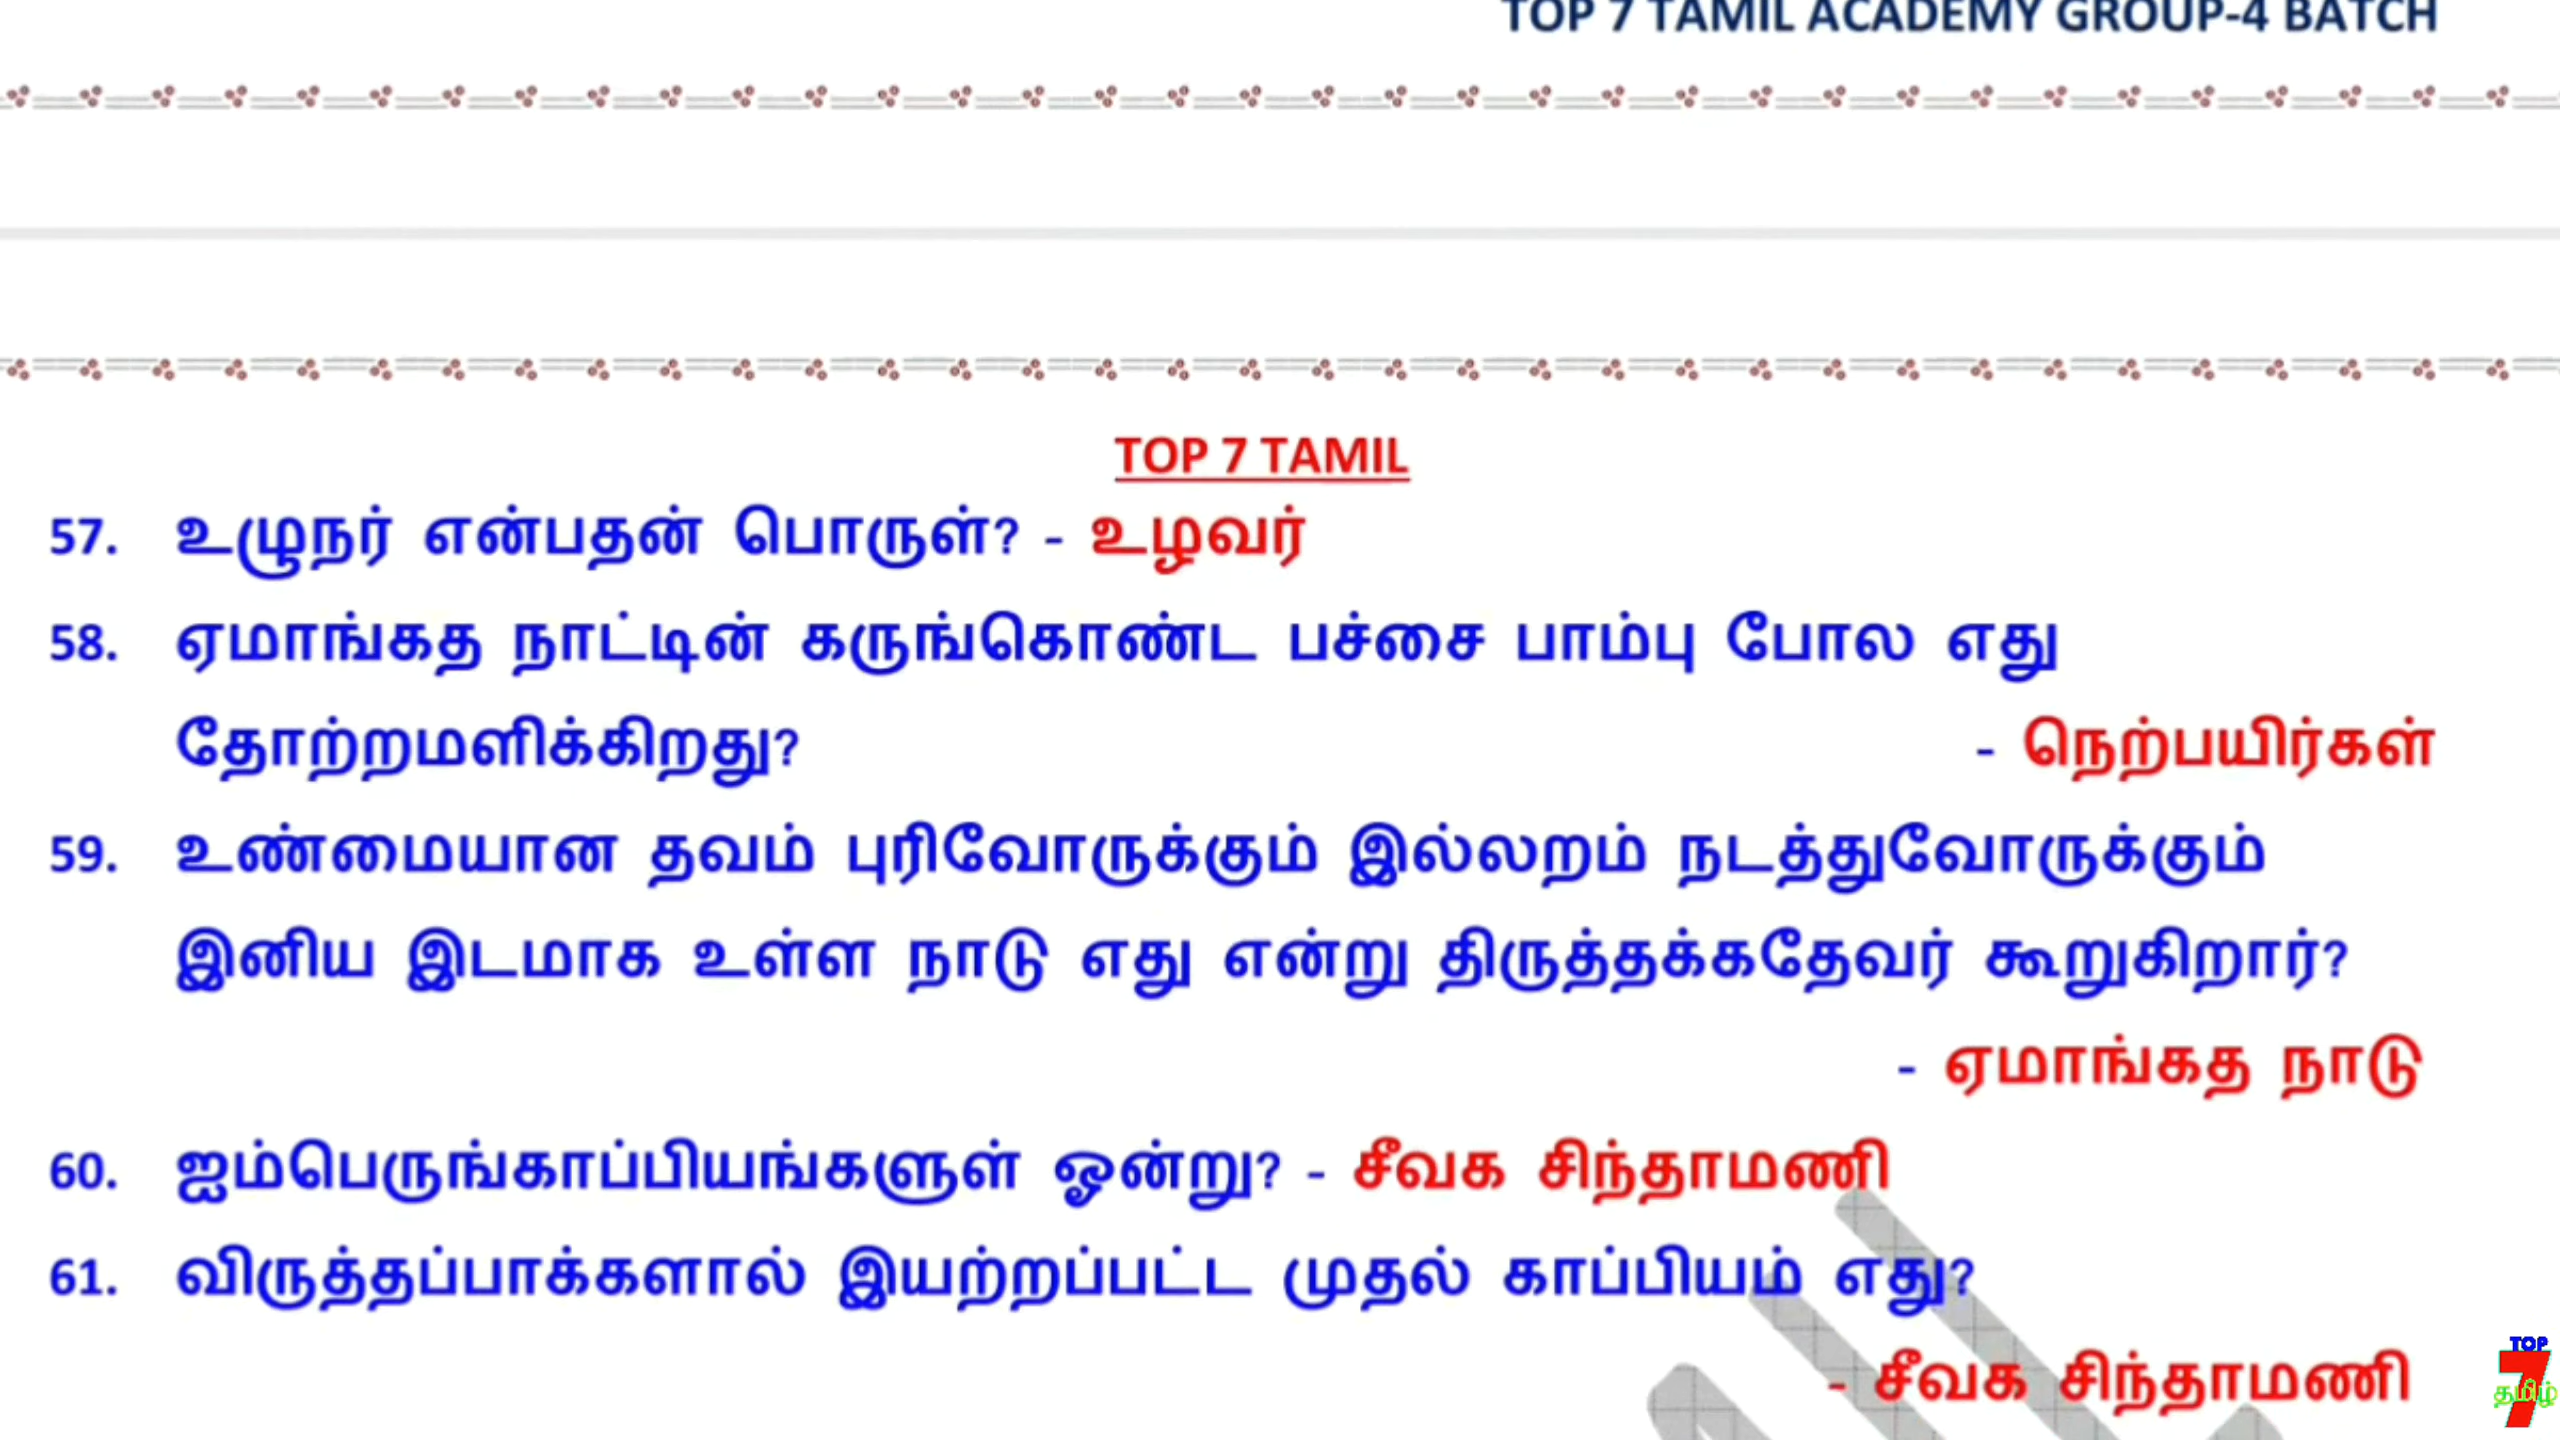 TOP 7 TAMIL ACADEMY GROUP-4 BATCH
TOP 7 TAMIL
57. உழுநர் என்பதன் பொருள்? - உழவர்
58. ஏமாங்கத நாட்டின் கருங்கொண்ட பச்சை பாம்பு போல எது
தோற்றமளிக்கிறது? - நெற்பயிர்கள்
59. உண்மையான தவம் புரிவோருக்கும் இல்லறம் நடத்துவோருக்கும்
இனிய இடமாக உள்ள நாடு எது என்று திருத்தக்கதேவர் கூறுகிறார்?
- ஏமாங்கத நாடு
60. ஐம்பெருங்காப்பியங்களுள் ஓன்று? - சீவக சிந்தாமணி
61. விருத்தப்பாக்களால் இயற்றப்பட்ட முதல் காப்பியம் எது?
- சீவக சிந்தாமணி
TOP
7
தமிழ்